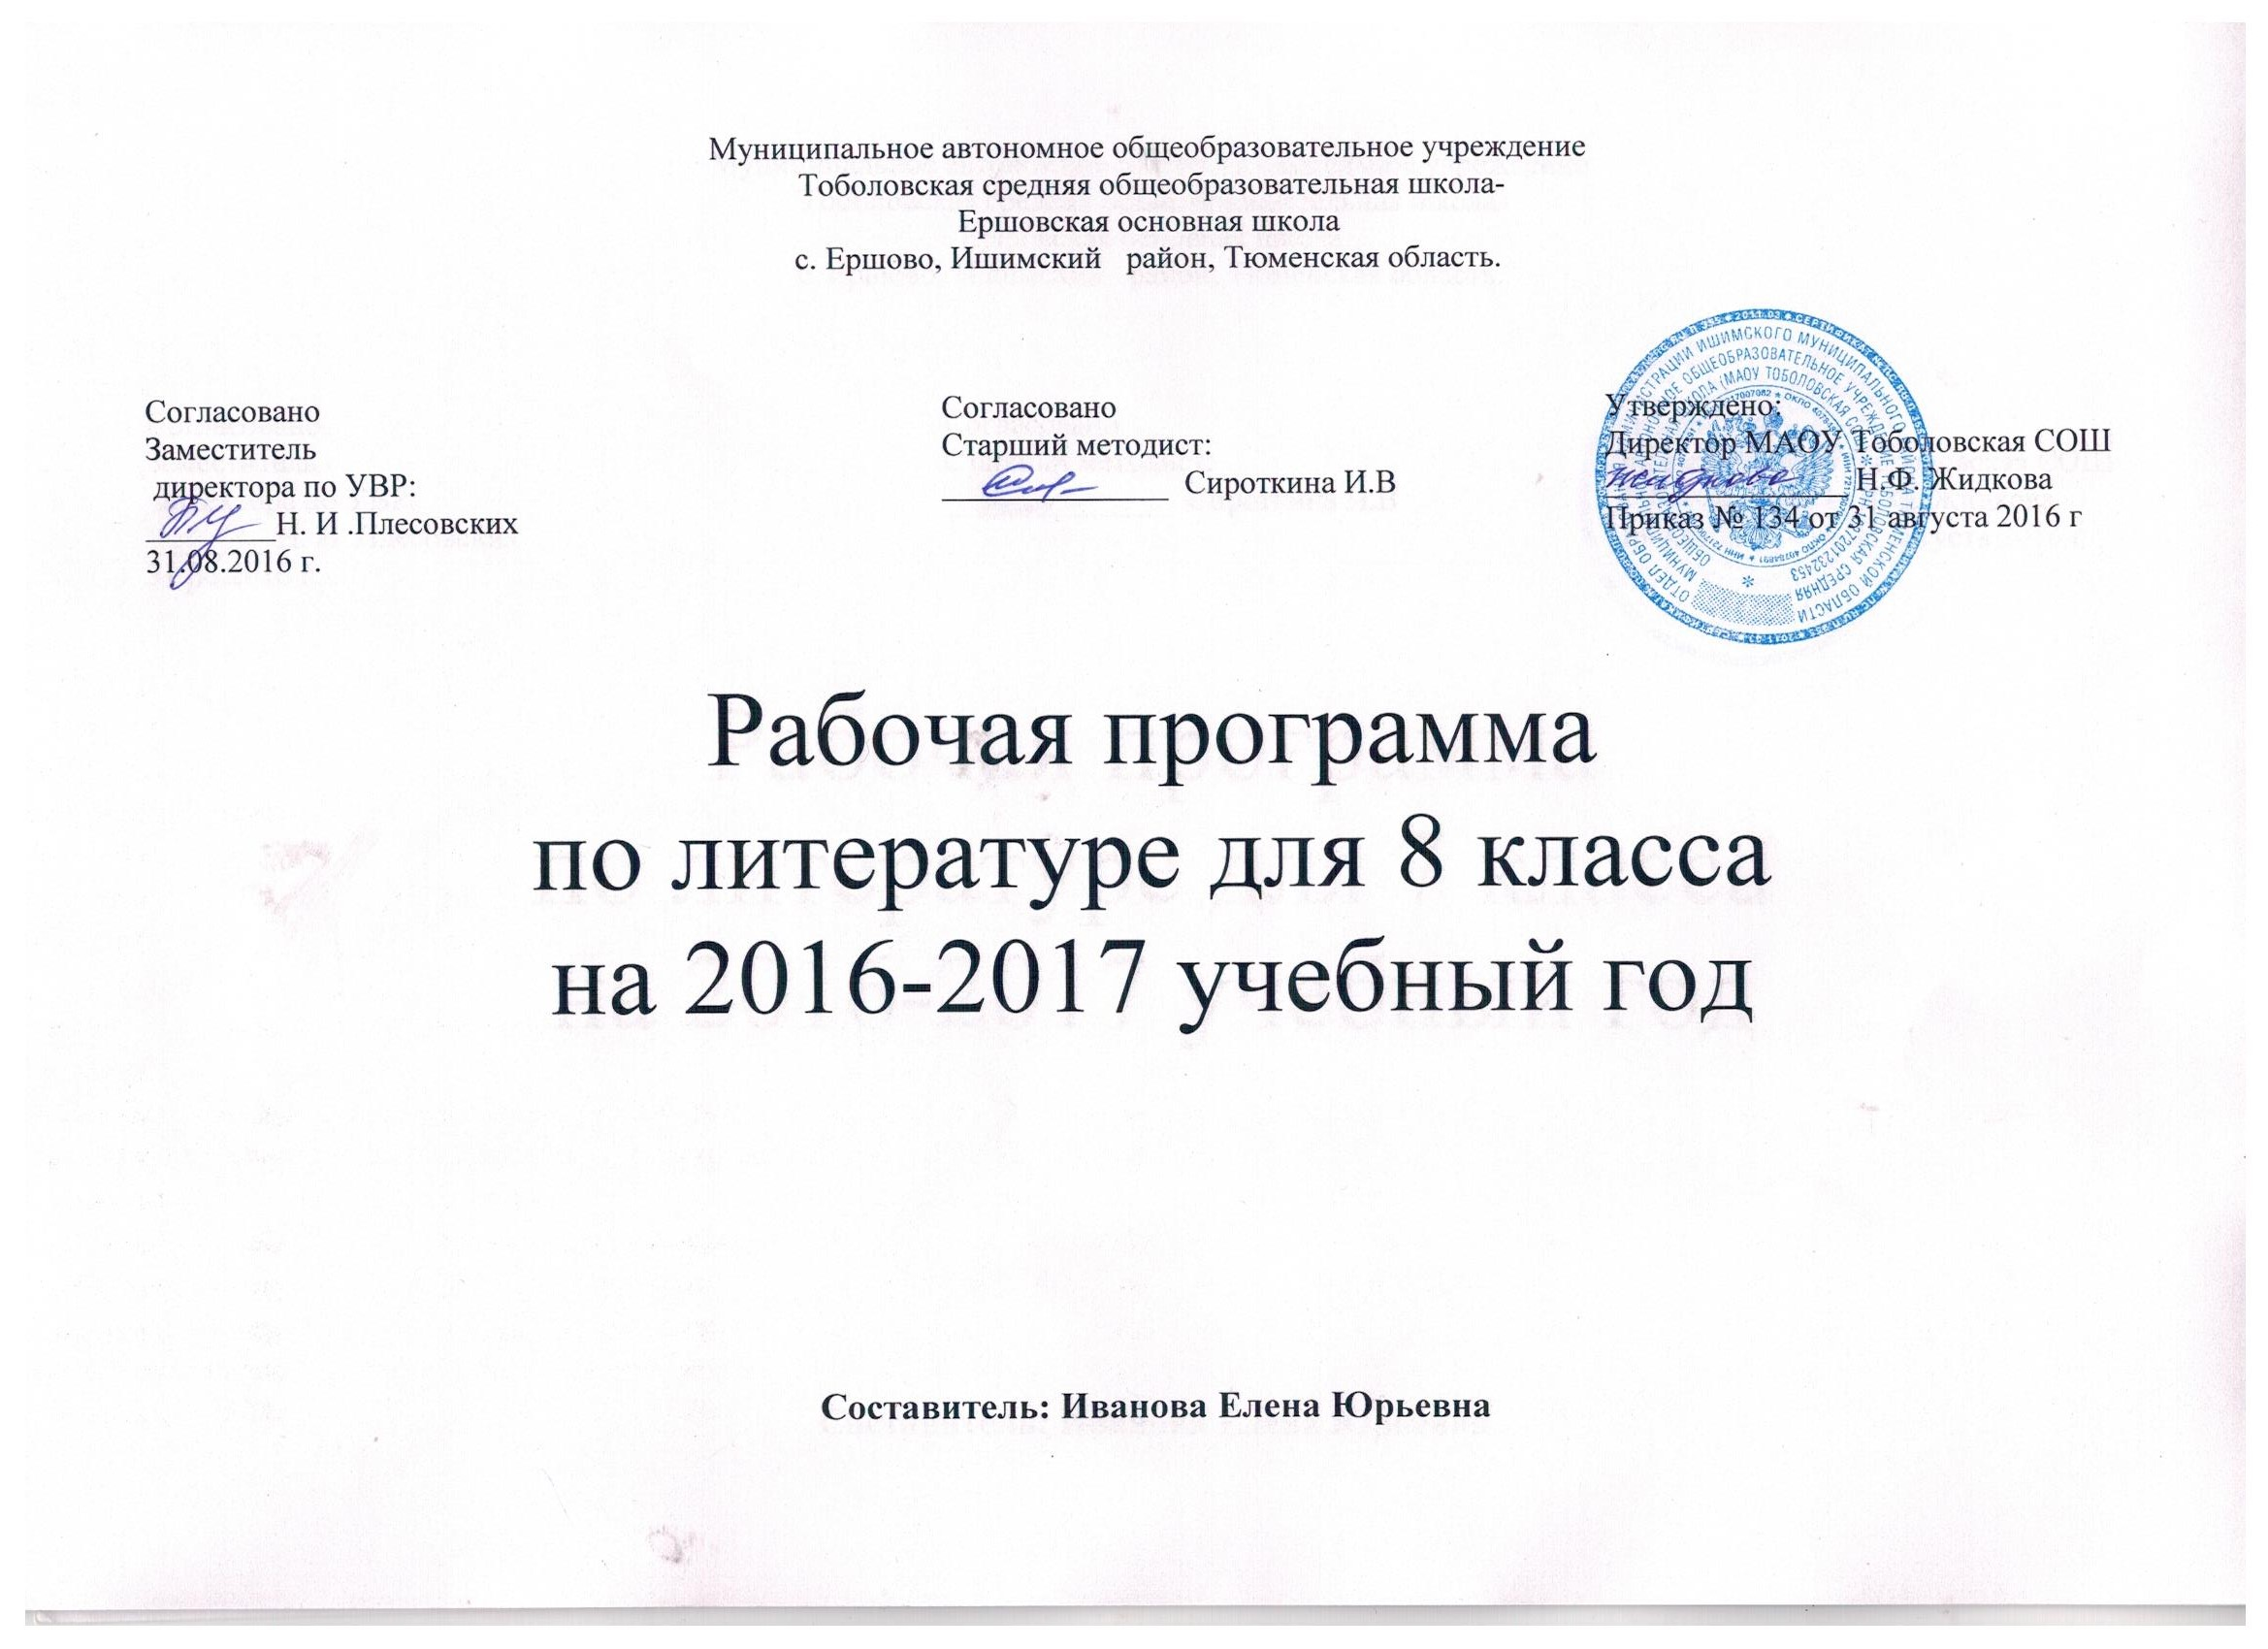 Муниципальное автономное общеобразовательное учреждение
Тоболовская средняя общеобразовательная школа-
Ершовская основная школа
с. Ершово, Ишимский район, Тюменская область.
Согласовано
Заместитель
директора по УВР:
Н. И .Плесовских
31.08.2016 г.
Согласовано
Старший методист:
Сироткина И.В
Утверждено:
Директор МАОУ Тоболовская СОШ
Н.Ф. Жидкова
Приказ № 134 от 31 августа 2016 г
Рабочая программа
по литературе для 8 класса
на 2016-2017 учебный год
Составитель: Иванова Елена Юрьевна